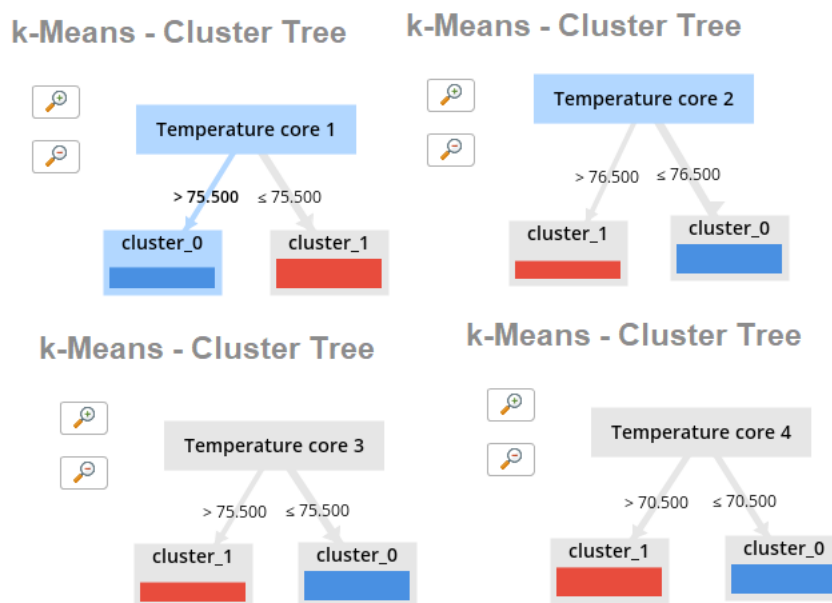 k-Means - Cluster Tree
Temperature core 1
> 75.500 ≤ 75.500
cluster_0 cluster_1
k-Means - Cluster Tree
Temperature core 2
> 76.500 ≤ 76.500
cluster_1 cluster_0
k-Means - Cluster Tree
Temperature core 3
> 75.500 ≤ 75.500
cluster_1 cluster_0
k-Means - Cluster Tree
Temperature core 4
> 70.500 ≤ 70.500
cluster_1 cluster_0